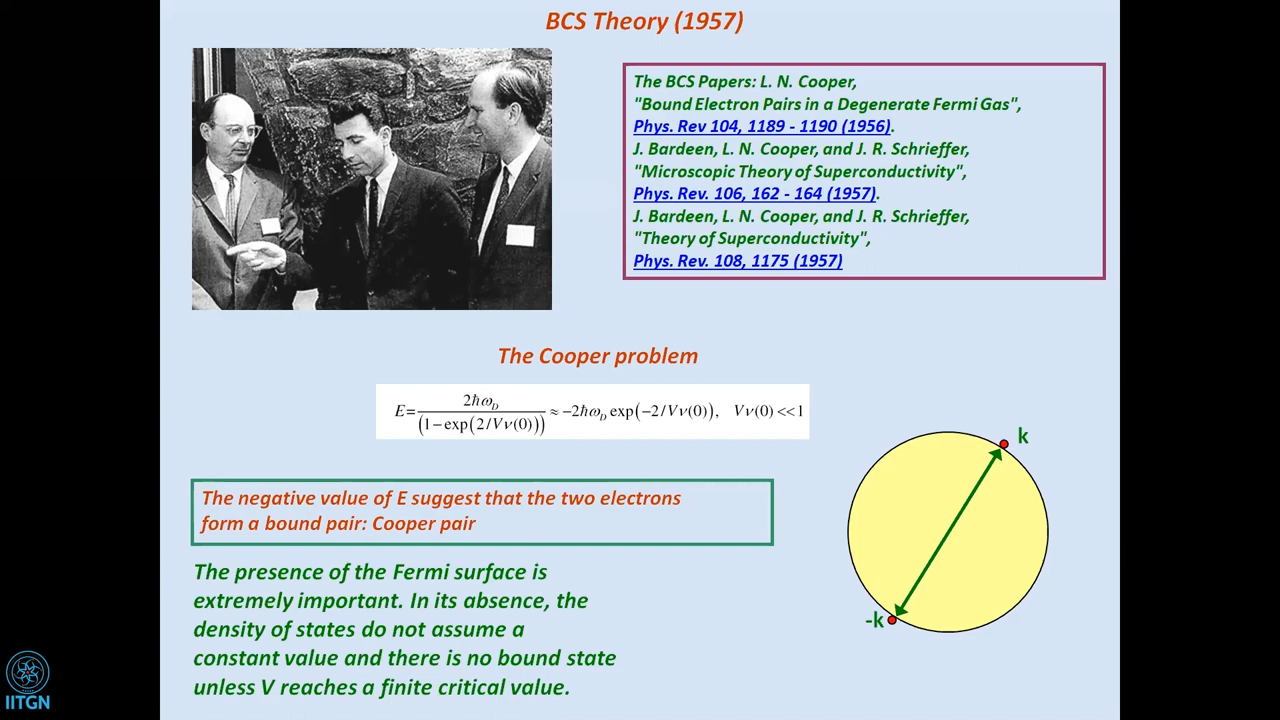 BCS Theory (1957)
The BCS Papers: L. N. Cooper,
"Bound Electron Pairs in a Degenerate Fermi Gas",
Phys. Rev 104, 1189 - 1190 (1956).
J. Bardeen, L. N. Cooper, and J. R. Schrieffer,
"Microscopic Theory of Superconductivity",
Phys. Rev. 106, 162 - 164 (1957).
J. Bardeen, L. N. Cooper, and J. R. Schrieffer,
"Theory of Superconductivity",
Phys. Rev. 108, 1175 (1957)
The Cooper problem
E=2ħω_D/(1−exp(2/Vν(0))) ≈ −2ħω_D exp(−2/Vν(0)), Vν(0)<<1
k
-k
The negative value of E suggest that the two electrons
form a bound pair: Cooper pair
The presence of the Fermi surface is
extremely important. In its absence, the
density of states do not assume a
constant value and there is no bound state
unless V reaches a finite critical value.
IITGN